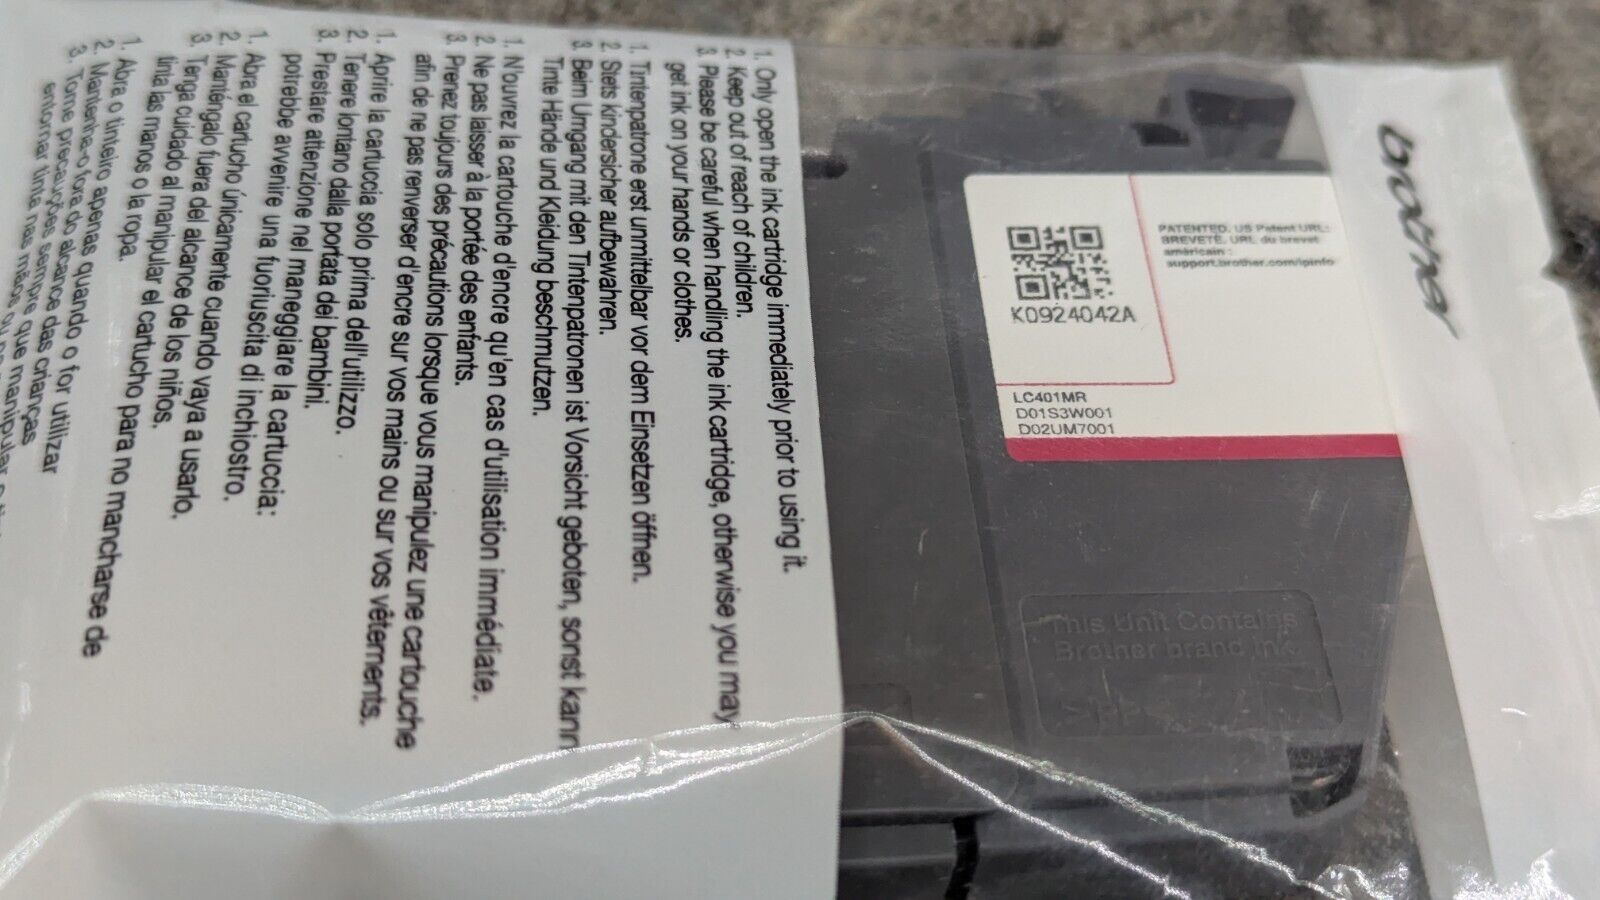 1. Only open the ink cartridge immediately prior to using it.
2. Keep out of reach of children.
3. Please be careful when handling the ink cartridge, otherwise you may
get ink on your hands or clothes.
1. Tintenpatrone erst unmittelbar vor dem Einsetzen öffnen.
2. Stets kindersicher aufbewahren.
3. Beim Umgang mit den Tintenpatronen ist Vorsicht geboten, sonst kann
Tinte Hände und Kleidung beschmutzen.
1. N'ouvrez la cartouche d'encre qu'en cas d'utilisation immédiate.
2. Ne pas laisser à la portée des enfants.
3. Prenez toujours des précautions lorsque vous manipulez une cartouche
afin de ne pas renverser d'encre sur vos mains ou sur vos vêtements.
1. Aprire la cartuccia solo prima dell'utilizzo.
2. Tenere lontano dalla portata dei bambini.
3. Prestare attenzione nel maneggiare la cartuccia:
potrebbe avvenire una fuoriuscita di inchiostro.
1. Abra el cartucho únicamente cuando vaya a usarlo.
2. Manténgalo fuera del alcance de los niños.
3. Tenga cuidado al manipular el cartucho para no mancharse de
tinta las manos o la ropa.
1. Abra o tinteiro apenas quando o for utilizar
2. Mantenha-o fora do alcance das crianças
3. Tome precauções sempre que manipular
entornar tinta nas mãos ou
brother
PATENTED. US Patent URL:
BREVETÉ. URL du brevet
américain :
support.brother.com/ipinfo
K0924042A
LC401MR
D01S3W001
D02UM7001
This Unit Contains
Brother brand ink